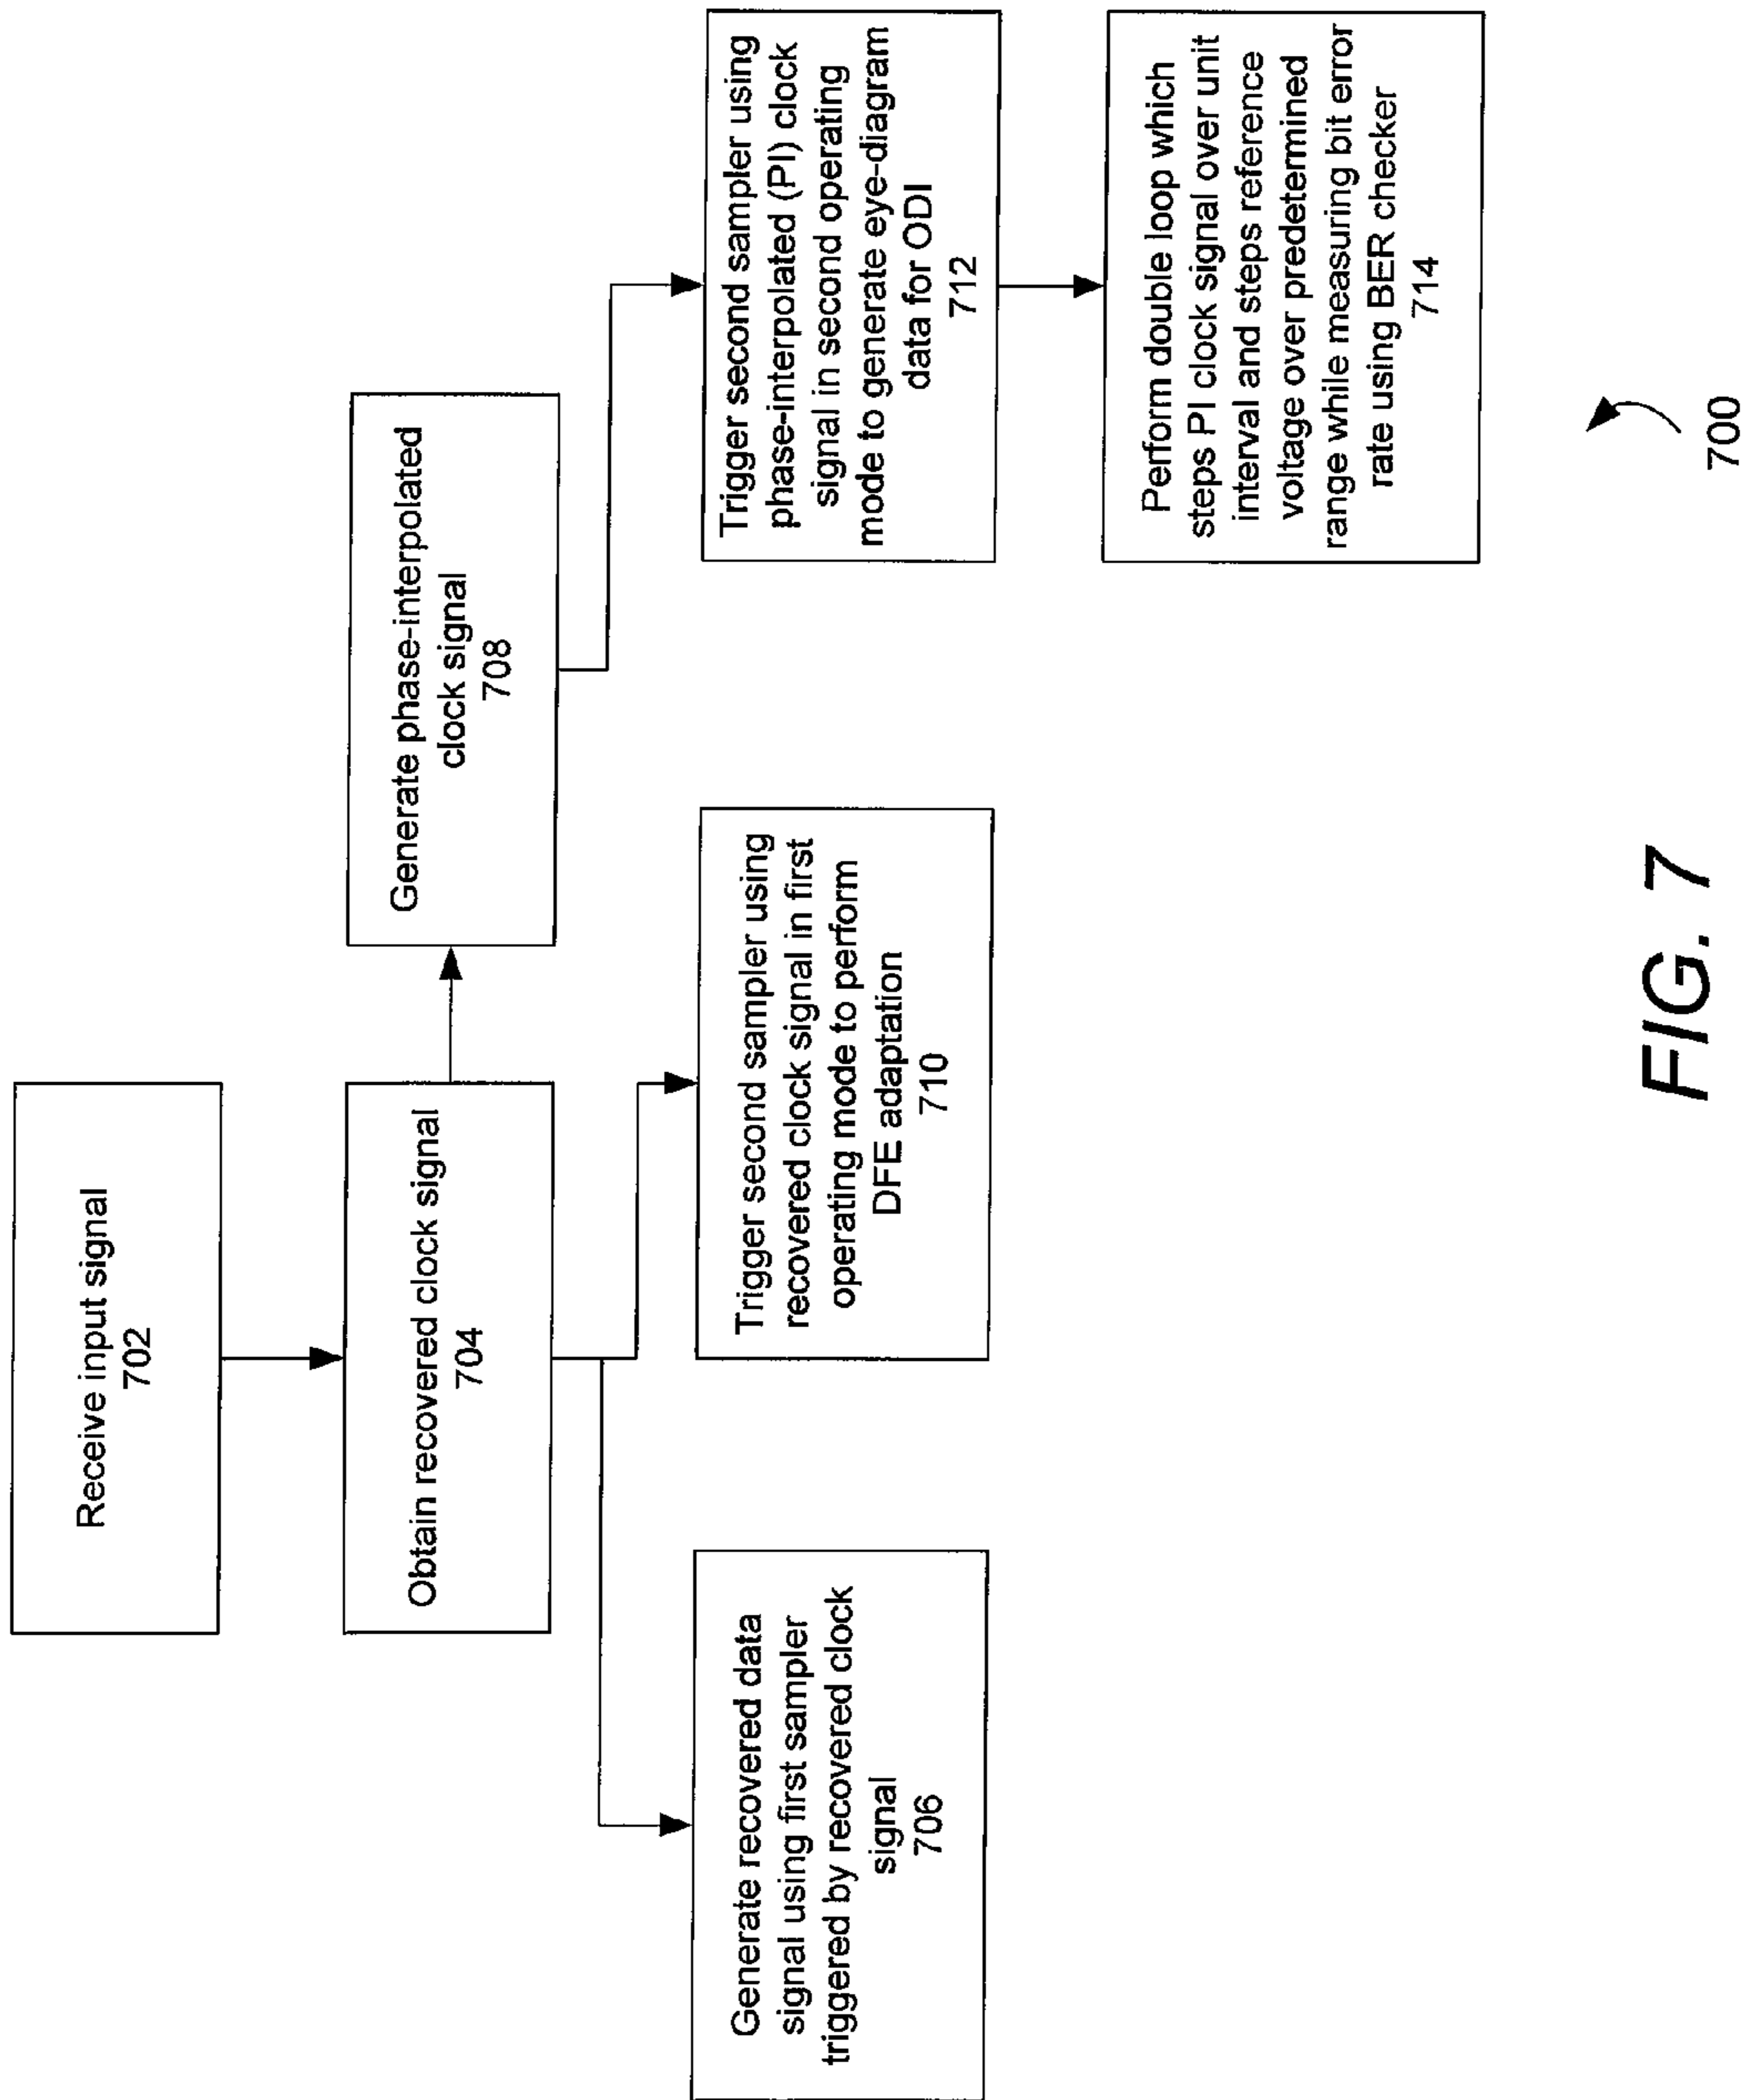 Receive input signal
702
Obtain recovered clock signal
704
Generate phase-interpolated
clock signal
708
Generate recovered data
signal using first sampler
triggered by recovered clock
signal
706
Trigger second sampler using
recovered clock signal in first
operating mode to perform
DFE adaptation
710
Trigger second sampler using
phase-interpolated (PI) clock
signal in second operating
mode to generate eye-diagram
data for ODI
712
Perform double loop which
steps PI clock signal over unit
interval and steps reference
voltage over predetermined
range while measuring bit error
rate using BER checker
714
700
FIG. 7